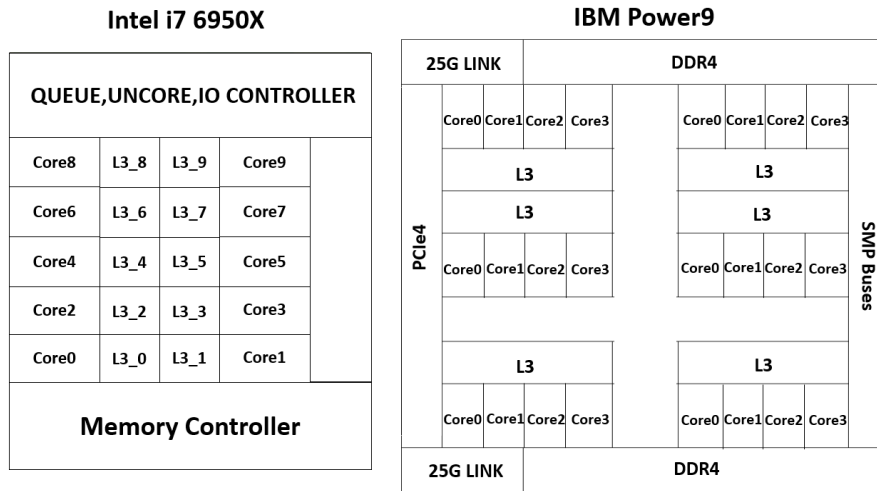 Intel i7 6950X
QUEUE,UNCORE,IO CONTROLLER
Core8 L3_8 L3_9 Core9
Core6 L3_6 L3_7 Core7
Core4 L3_4 L3_5 Core5
Core2 L3_2 L3_3 Core3
Core0 L3_0 L3_1 Core1
Memory Controller
IBM Power9
25G LINK DDR4
PCIe4
Core0 Core1 Core2 Core3 Core0 Core1 Core2 Core3
L3 L3
L3 L3
Core0 Core1 Core2 Core3 Core0 Core1 Core2 Core3
L3 L3
Core0 Core1 Core2 Core3 Core0 Core1 Core2 Core3
SMP Buses
25G LINK DDR4